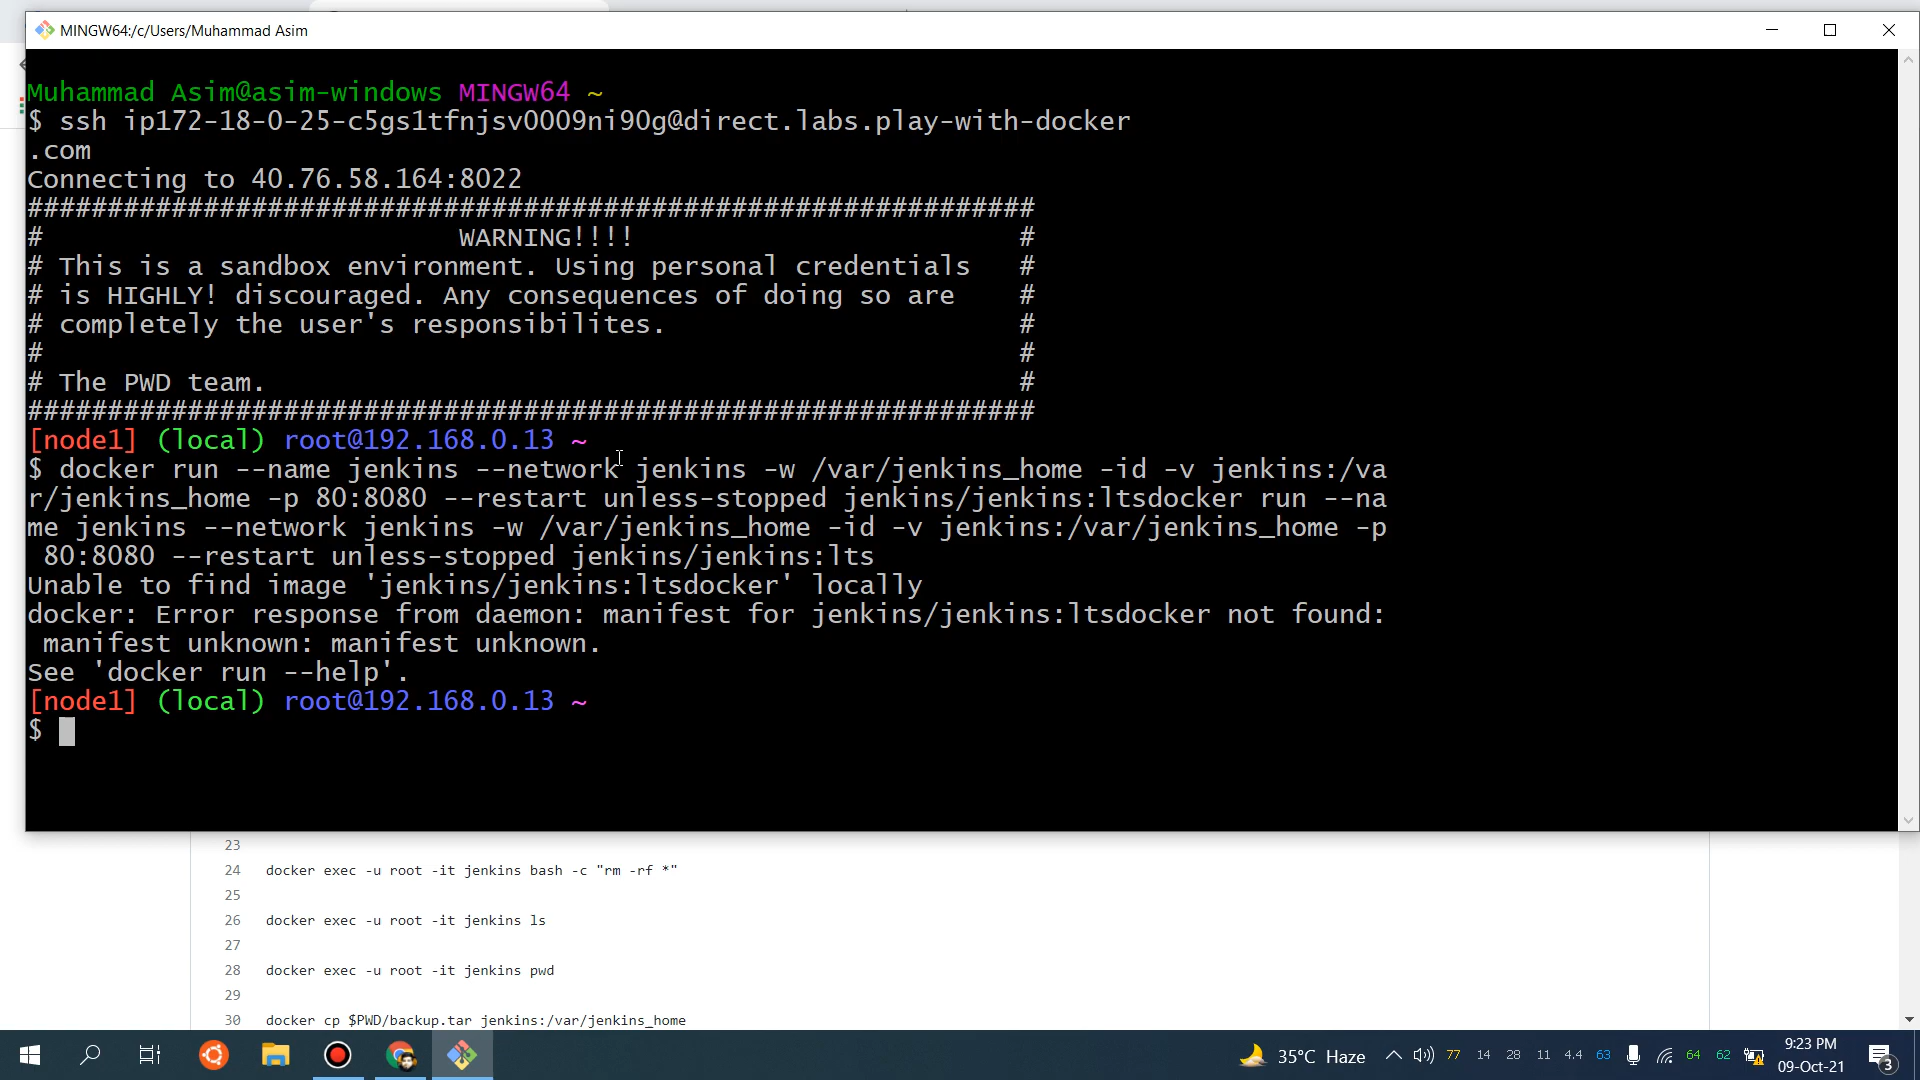 MINGW64:/c/Users/Muhammad Asim
Muhammad Asim@asim-windows MINGW64 ~
$ ssh ip172-18-0-25-c5gs1tfnjsv0009ni90g@direct.labs.play-with-docker
.com
Connecting to 40.76.58.164:8022
###############################################################
# WARNING!!!! #
# This is a sandbox environment. Using personal credentials #
# is HIGHLY! discouraged. Any consequences of doing so are #
# completely the user's responsibilites. #
# #
# The PWD team. #
###############################################################
[node1] (local) root@192.168.0.13 ~
$ docker run --name jenkins --network jenkins -w /var/jenkins_home -id -v jenkins:/va
r/jenkins_home -p 80:8080 --restart unless-stopped jenkins/jenkins:ltsdocker run --na
me jenkins --network jenkins -w /var/jenkins_home -id -v jenkins:/var/jenkins_home -p
80:8080 --restart unless-stopped jenkins/jenkins:lts
Unable to find image 'jenkins/jenkins:ltsdocker' locally
docker: Error response from daemon: manifest for jenkins/jenkins:ltsdocker not found:
manifest unknown: manifest unknown.
See 'docker run --help'.
[node1] (local) root@192.168.0.13 ~
$
23
24 docker exec -u root -it jenkins bash -c "rm -rf *"
25
26 docker exec -u root -it jenkins ls
27
28 docker exec -u root -it jenkins pwd
29
30 docker cp $PWD/backup.tar jenkins:/var/jenkins_home
35°C Haze 77 14 28 11 4.4 63 64 62 9:23 PM
09-Oct-21 3